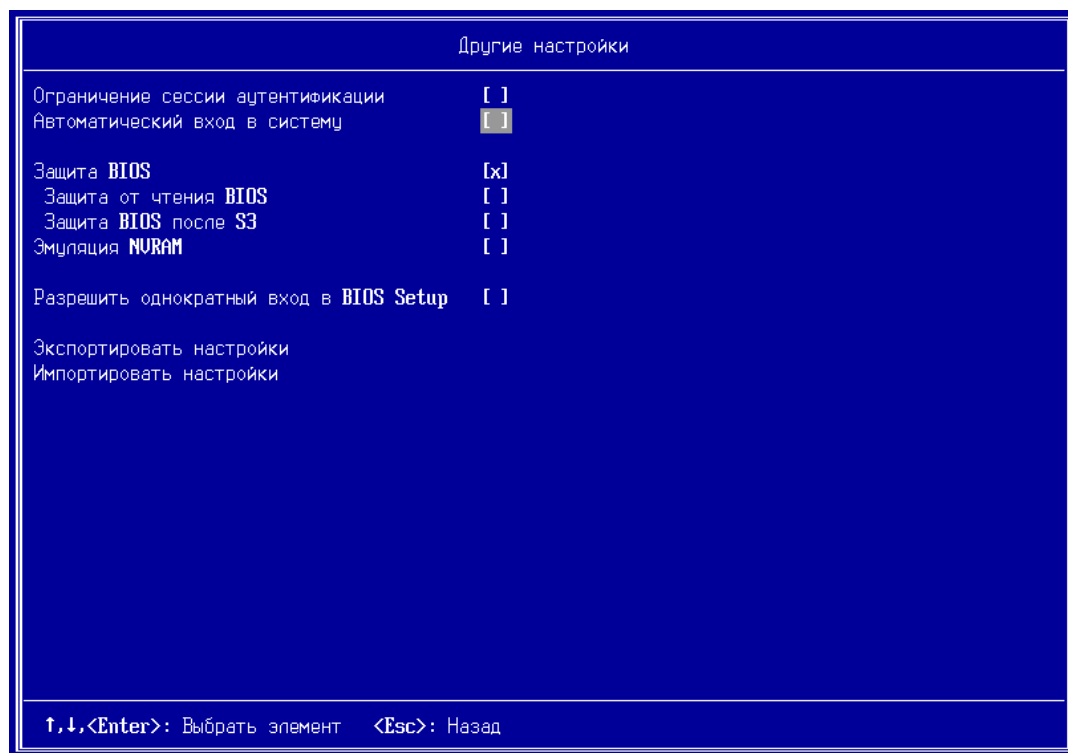 Другие настройки
Ограничение сессии аутентификации [ ]
Автоматический вход в систему [ ]
Защита BIOS [x]
Защита от чтения BIOS [ ]
Защита BIOS после S3 [ ]
Эмуляция NVRAM [ ]
Разрешить однократный вход в BIOS Setup [ ]
Экспортировать настройки
Импортировать настройки
↑,↓,<Enter>: Выбрать элемент <Esc>: Назад